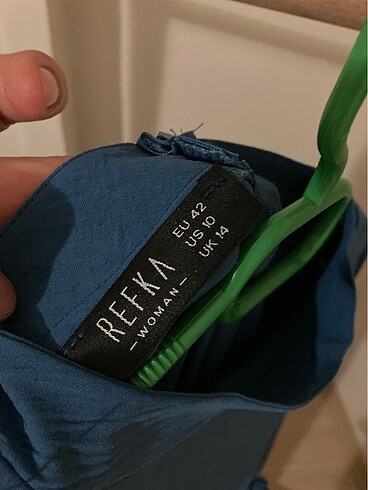 REFKA
— WOMAN —
EU 42
US 10
UK 14